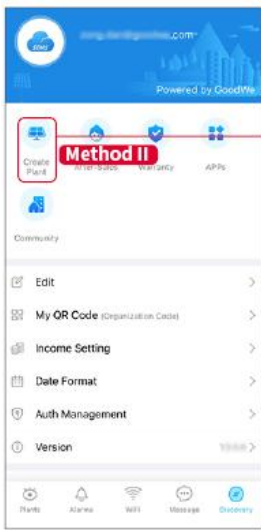 Powered by GoodWe
Create Plant
Method II
After-Sales
Warranty
APPs
Community
Edit
My QR Code (Organization Code)
Income Setting
Date Format
Auth Management
Version
Plants
Alarms
WiFi
Message
Discovery